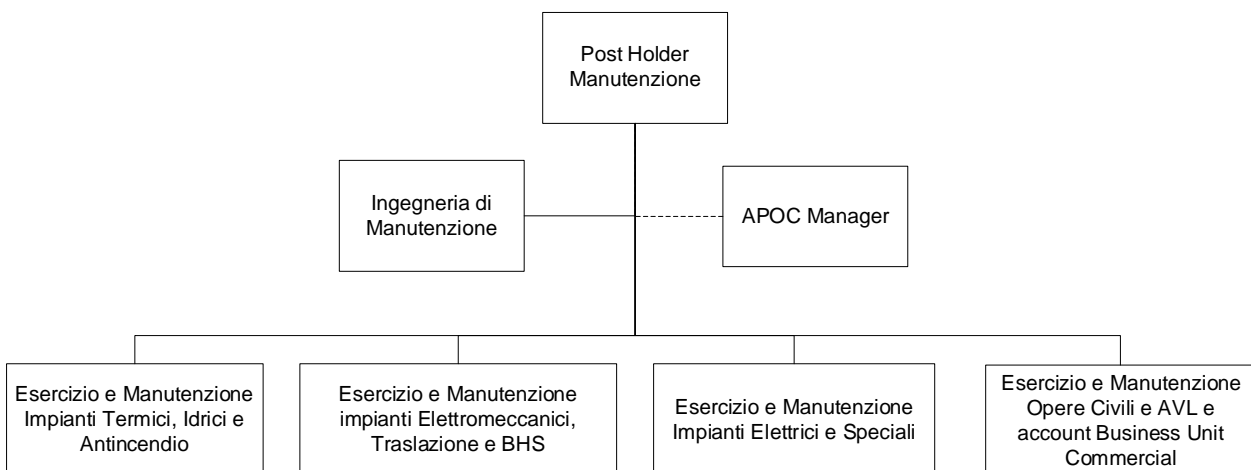 Post Holder
Manutenzione
Ingegneria di
Manutenzione
APOC Manager
Esercizio e Manutenzione
Impianti Termici, Idrici e
Antincendio
Esercizio e Manutenzione
impianti Elettromeccanici,
Traslazione e BHS
Esercizio e Manutenzione
Impianti Elettrici e Speciali
Esercizio e Manutenzione
Opere Civili e AVL e
account Business Unit
Commercial